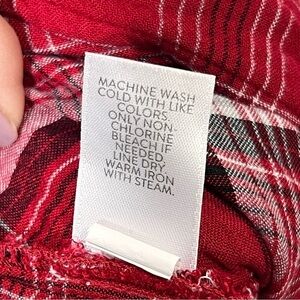 MACHINE WASH
COLD WITH LIKE
COLORS.
ONLY NON-
CHLORINE
BLEACH IF
NEEDED.
LINE DRY.
WARM IRON
WITH STEAM.